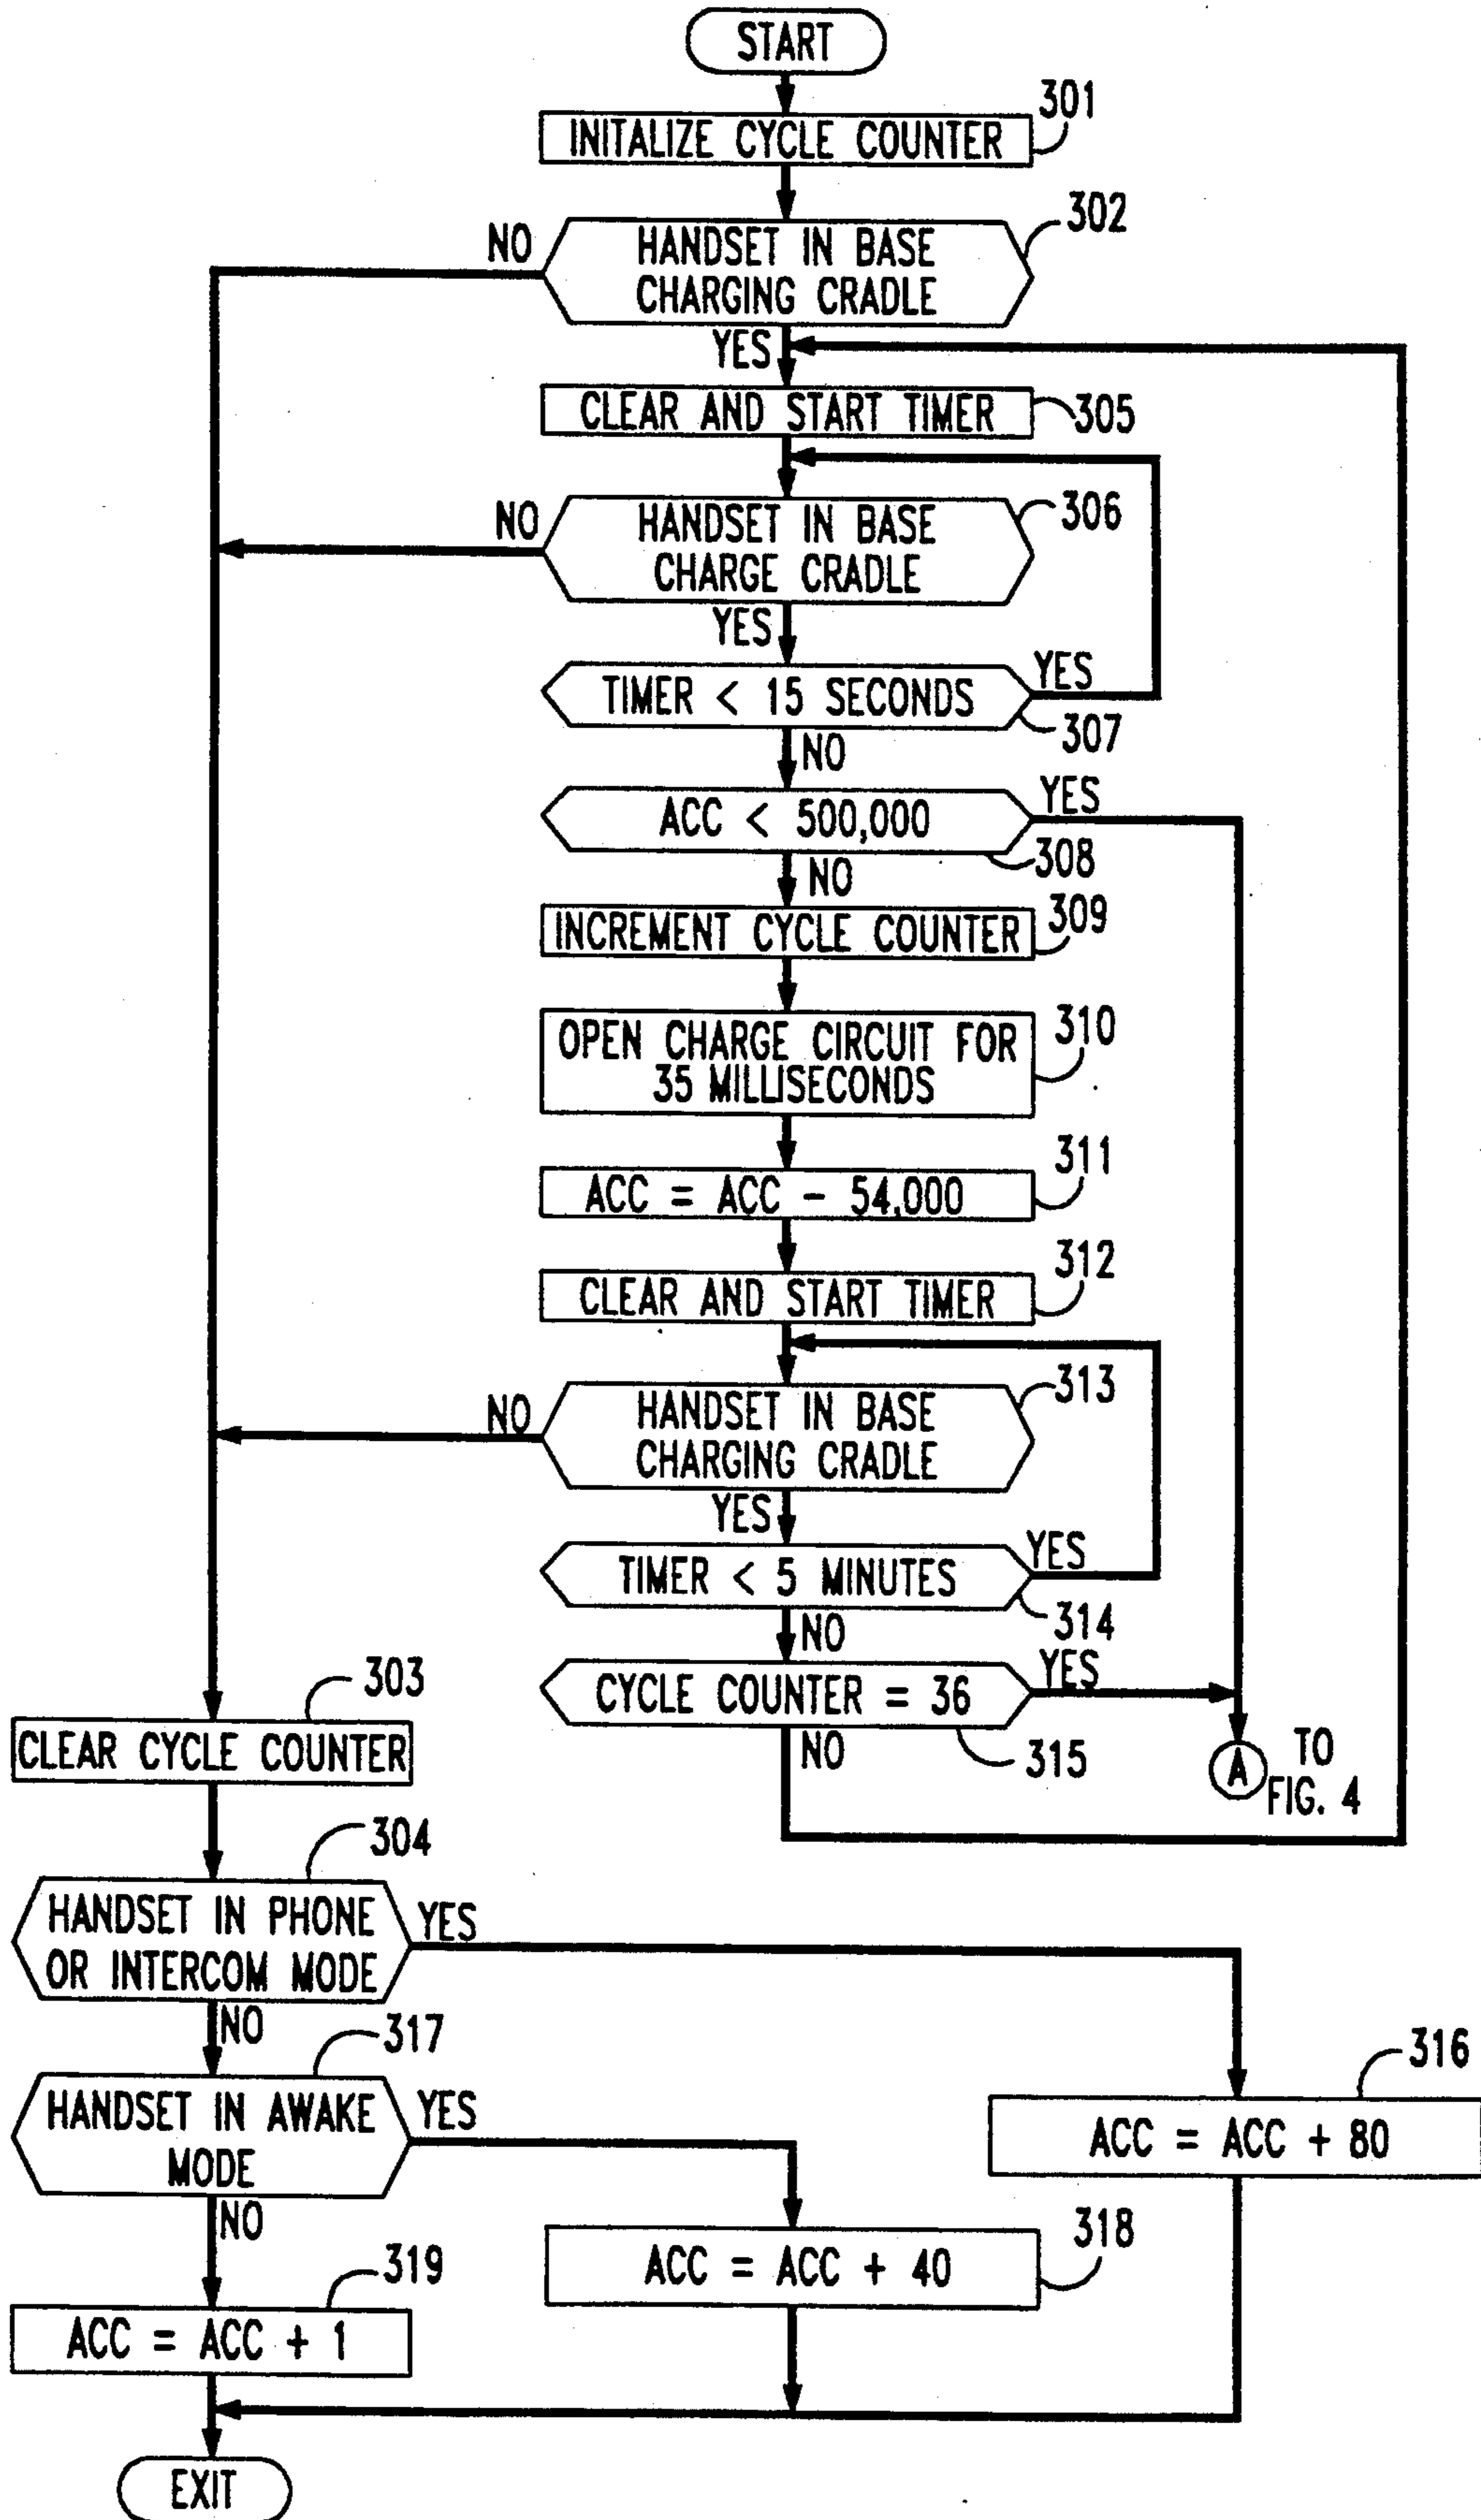 START
301
INITALIZE CYCLE COUNTER
302
NO
HANDSET IN BASE
CHARGING CRADLE
YES
CLEAR AND START TIMER
305
306
NO
HANDSET IN BASE
CHARGE CRADLE
YES
TIMER < 15 SECONDS
YES
307
NO
ACC < 500,000
YES
308
NO
INCREMENT CYCLE COUNTER
309
OPEN CHARGE CIRCUIT FOR
35 MILLISECONDS
310
311
ACC = ACC - 54,000
312
CLEAR AND START TIMER
313
NO
HANDSET IN BASE
CHARGING CRADLE
YES
TIMER < 5 MINUTES
YES
314
NO
CYCLE COUNTER = 36
YES
315
NO
A
TO
FIG. 4
303
CLEAR CYCLE COUNTER
304
HANDSET IN PHONE
OR INTERCOM MODE
YES
NO
317
HANDSET IN AWAKE
MODE
YES
NO
316
ACC = ACC + 80
318
ACC = ACC + 40
319
ACC = ACC + 1
EXIT